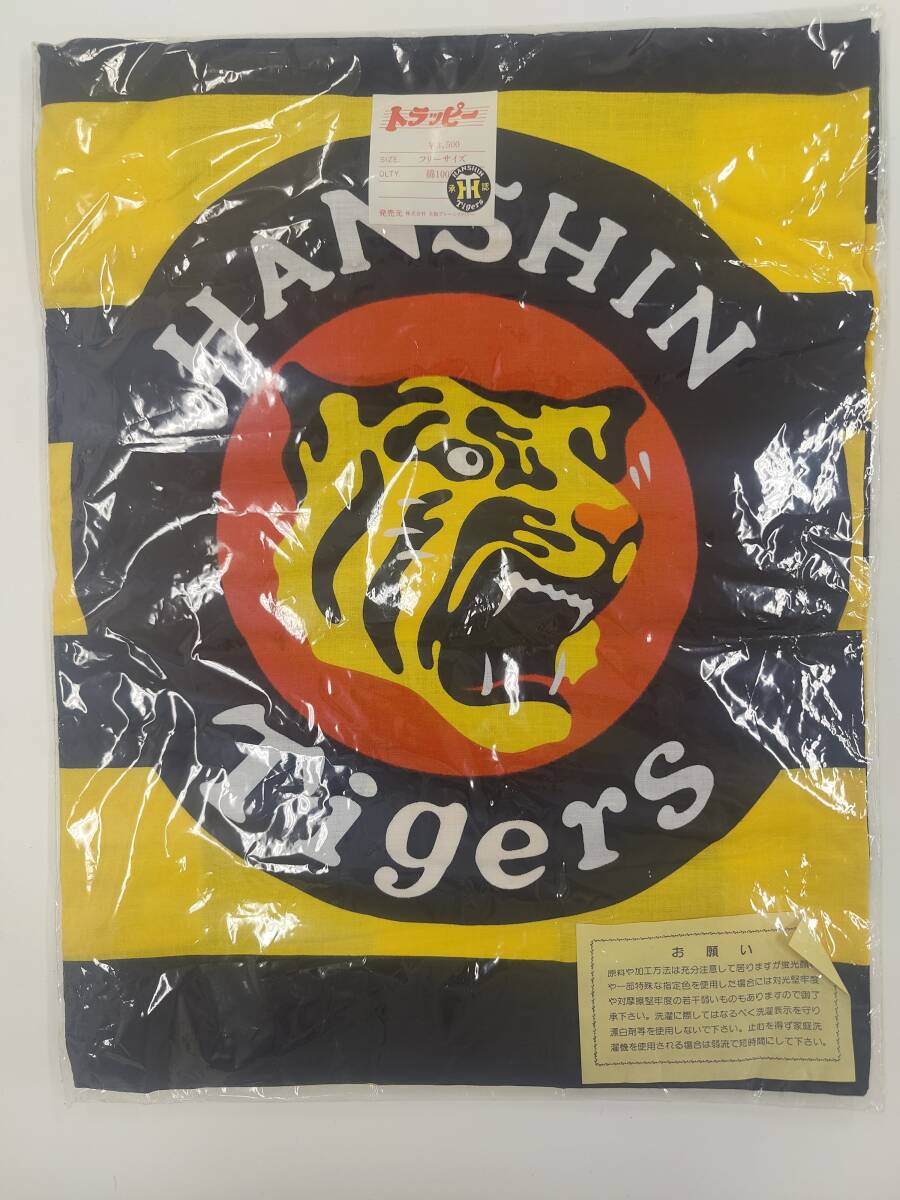 トラッピー
¥3,500
SIZE. フリーサイズ
QLTY. 綿100
HANSHIN
承 認
Tigers
発売元 株式会社
HANSHIN
Tigers
お願い
原料や加工方法は充分注意して居りますが蛍光顔
や一部特殊な指定色を使用した場合には対光堅牢度
や対摩擦堅牢度の若干弱いものもありますので御了
承下さい。洗濯に際してはなるべく洗濯表示を守り
漂白剤等を使用しないで下さい。止むを得ず家庭洗
濯機を使用される場合は弱流で短時間にして下さい。